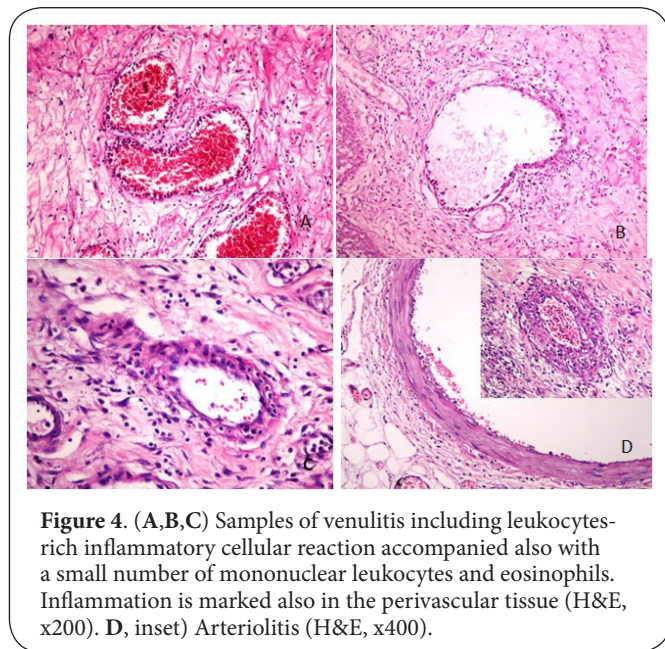 A
B
C
D
Figure 4. (A,B,C) Samples of venulitis including leukocytes-
rich inflammatory cellular reaction accompanied also with
a small number of mononuclear leukocytes and eosinophils.
Inflammation is marked also in the perivascular tissue (H&E,
x200). D, inset) Arteriolitis (H&E, x400).